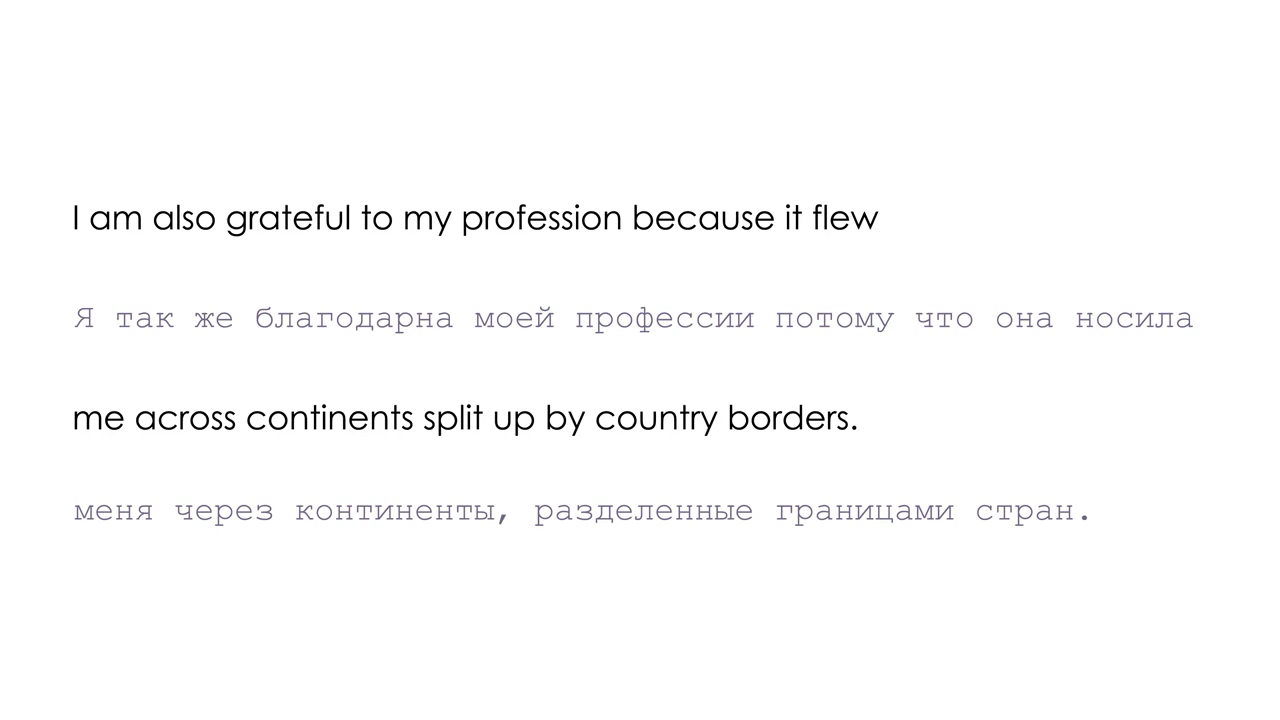 I am also grateful to my profession because it flew
Я так же благодарна моей профессии потому что она носила
me across continents split up by country borders.
меня через континенты, разделенные границами стран.